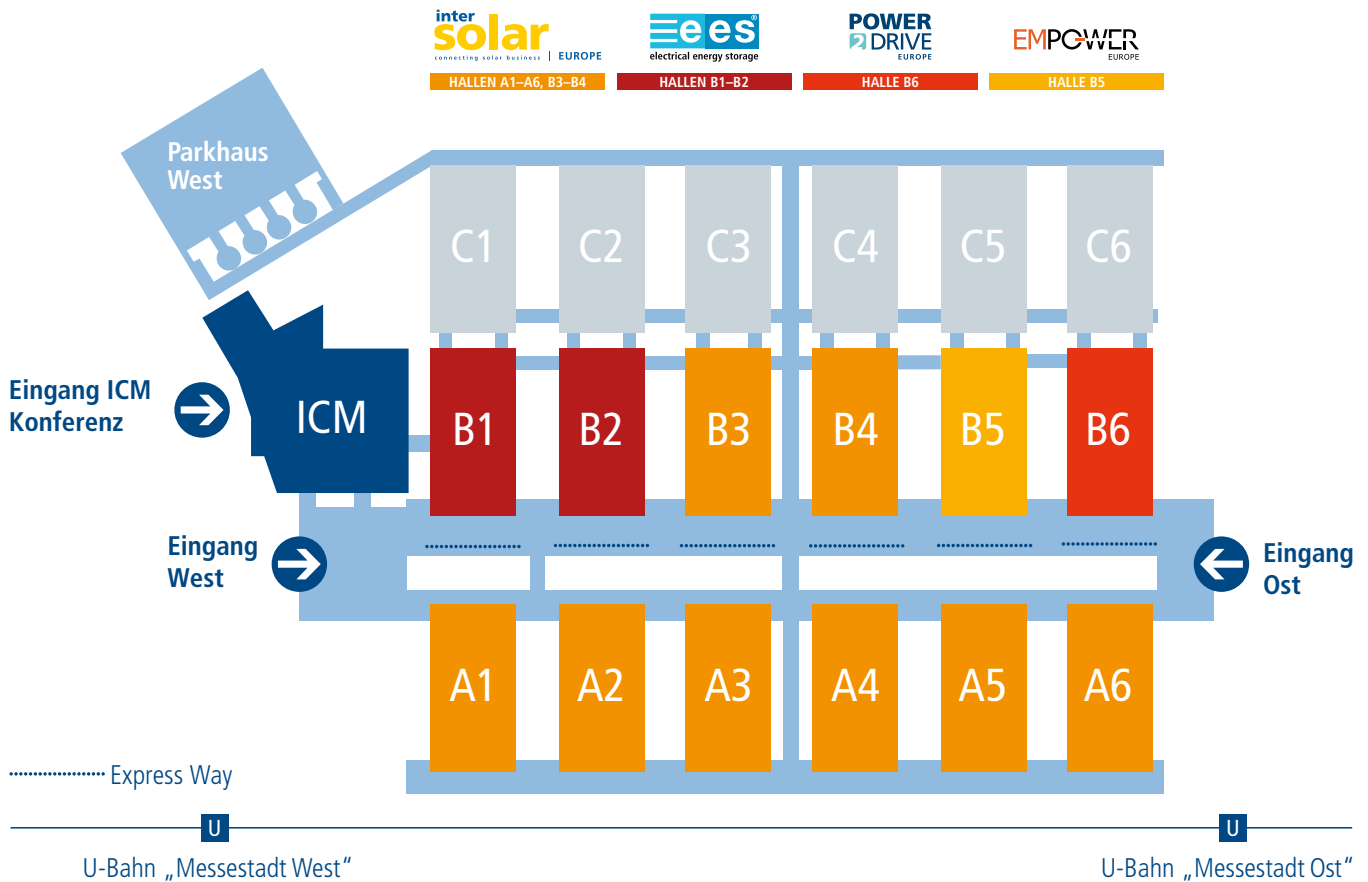 inter
solar
connecting solar business | EUROPE
ees®
electrical energy storage
POWER
2 DRIVE
EUROPE
EMPOWER
EUROPE
HALLEN A1–A6, B3–B4
HALLEN B1–B2
HALLE B6
HALLE B5
Parkhaus
West
C1
C2
C3
C4
C5
C6
Eingang ICM
Konferenz
ICM
B1
B2
B3
B4
B5
B6
Eingang
West
Eingang
Ost
A1
A2
A3
A4
A5
A6
Express Way
U
U
U-Bahn „Messestadt West“
U-Bahn „Messestadt Ost“